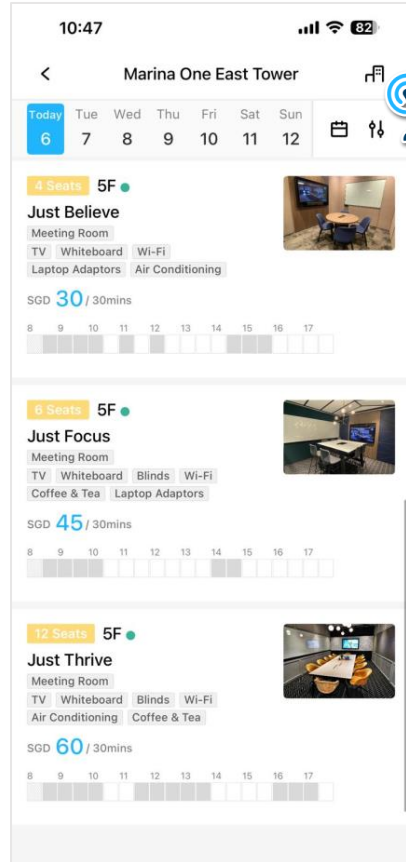 10:47
82
Marina One East Tower
Today Tue Wed Thu Fri Sat Sun
6 7 8 9 10 11 12
4 Seats 5F
Just Believe
Meeting Room
TV Whiteboard Wi-Fi
Laptop Adaptors Air Conditioning
SGD 30 / 30mins
8 9 10 11 12 13 14 15 16 17
6 Seats 5F
Just Focus
Meeting Room
TV Whiteboard Blinds Wi-Fi
Coffee & Tea Laptop Adaptors
SGD 45 / 30mins
8 9 10 11 12 13 14 15 16 17
12 Seats 5F
Just Thrive
Meeting Room
TV Whiteboard Blinds Wi-Fi
Air Conditioning Coffee & Tea
SGD 60 / 30mins
8 9 10 11 12 13 14 15 16 17